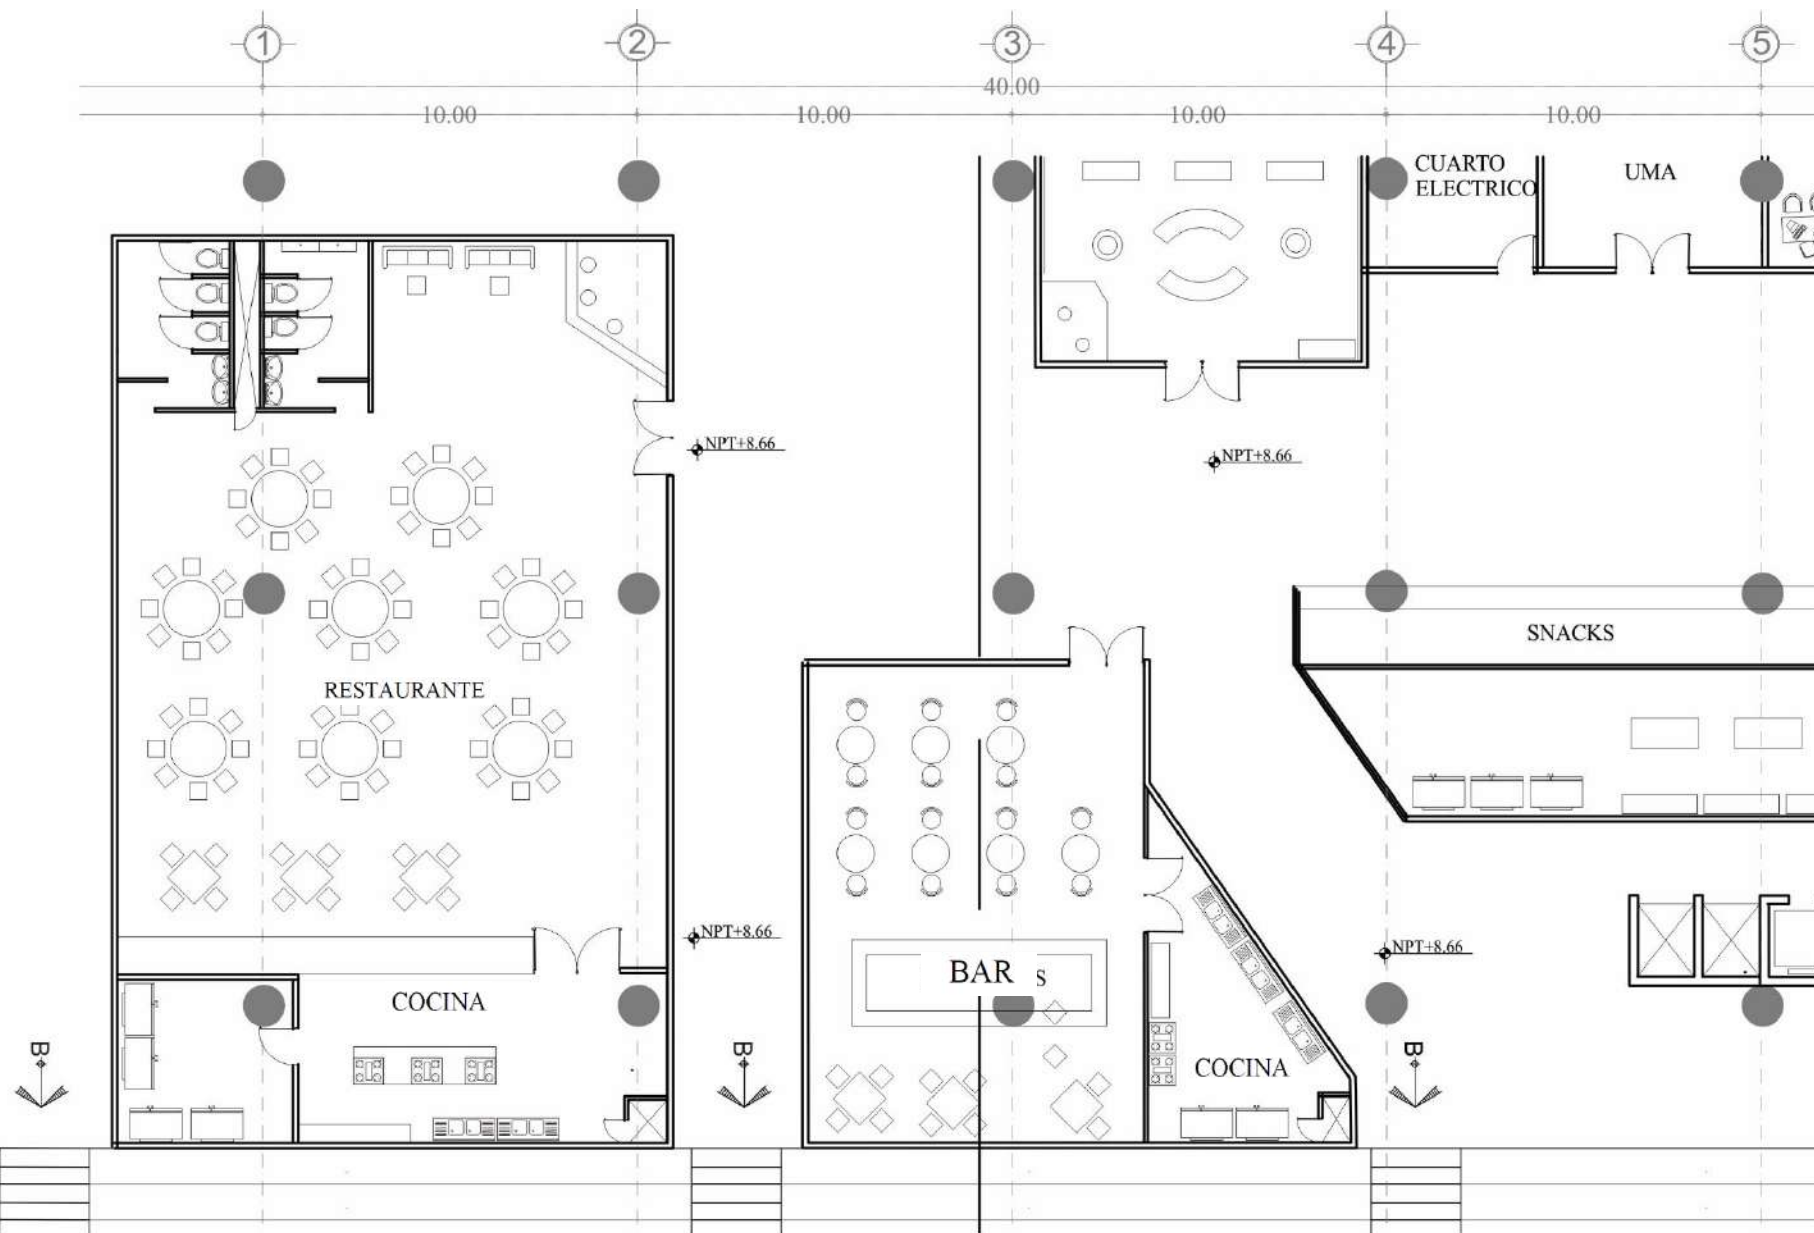 1 2 3 4 5
40.00
10.00 10.00 10.00 10.00
CUARTO
ELECTRICO
UMA
NPT+8.66
NPT+8.66
SNACKS
RESTAURANTE
NPT+8.66
NPT+8.66
BAR S
COCINA
B B B
COCINA